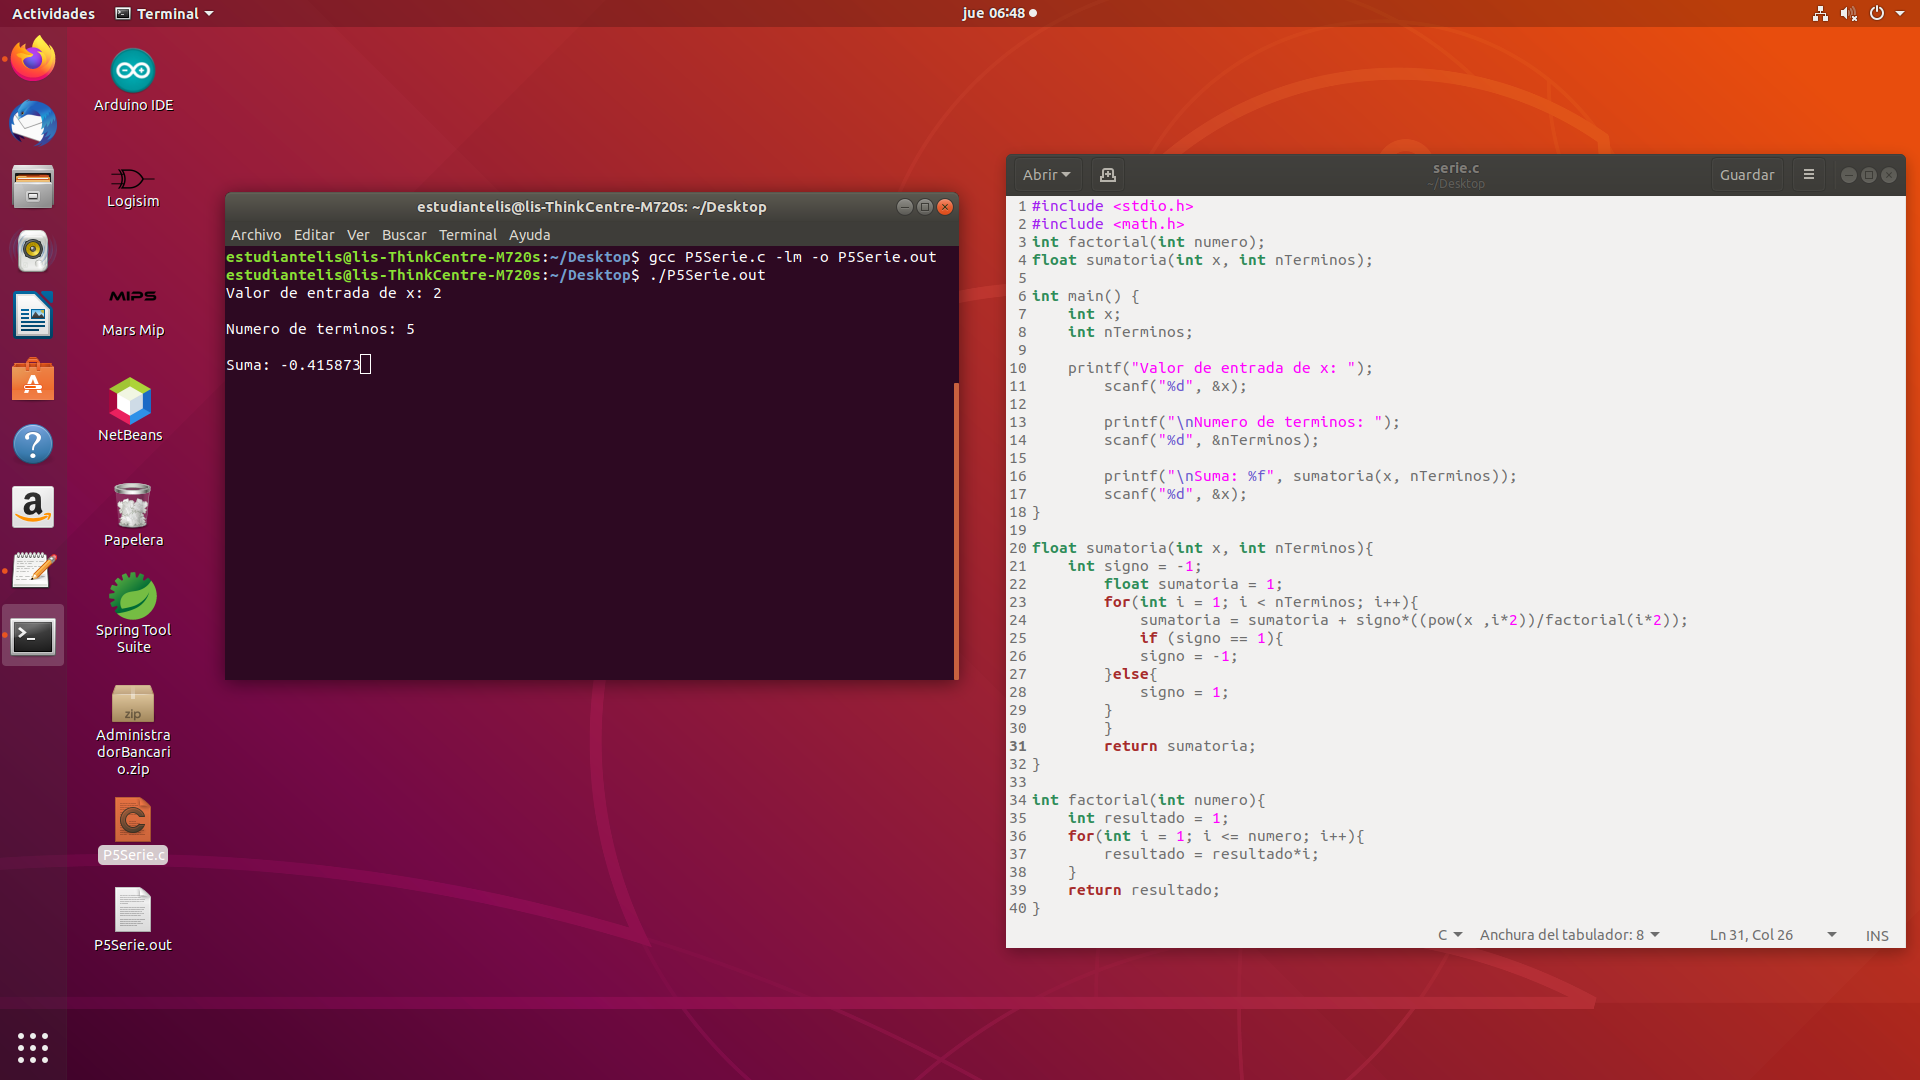 Actividades
Terminal
jue 06:48
Arduino IDE
Logisim
MIPS
Mars Mip
NetBeans
Papelera
Spring Tool
Suite
zip
Administra
dorBancari
o.zip
C
P5Serie.c
P5Serie.out
estudiantelis@lis-ThinkCentre-M720s: ~/Desktop
Archivo Editar Ver Buscar Terminal Ayuda
estudiantelis@lis-ThinkCentre-M720s:~/Desktop$ gcc P5Serie.c -lm -o P5Serie.out
estudiantelis@lis-ThinkCentre-M720s:~/Desktop$ ./P5Serie.out
Valor de entrada de x: 2
Numero de terminos: 5
Suma: -0.415873
Abrir
serie.c
~/Desktop
Guardar
1 #include <stdio.h>
2 #include <math.h>
3 int factorial(int numero);
4 float sumatoria(int x, int nTerminos);
5
6 int main() {
7     int x;
8     int nTerminos;
9
10     printf("Valor de entrada de x: ");
11         scanf("%d", &x);
12
13         printf("\nNumero de terminos: ");
14         scanf("%d", &nTerminos);
15
16         printf("\nSuma: %f", sumatoria(x, nTerminos));
17         scanf("%d", &x);
18 }
19
20 float sumatoria(int x, int nTerminos){
21     int signo = -1;
22         float sumatoria = 1;
23         for(int i = 1; i < nTerminos; i++){
24             sumatoria = sumatoria + signo*((pow(x ,i*2))/factorial(i*2));
25             if (signo == 1){
26             signo = -1;
27         }else{
28             signo = 1;
29         }
30         }
31         return sumatoria;
32 }
33
34 int factorial(int numero){
35     int resultado = 1;
36     for(int i = 1; i <= numero; i++){
37         resultado = resultado*i;
38     }
39     return resultado;
40 }
C Anchura del tabulador: 8 Ln 31, Col 26 INS